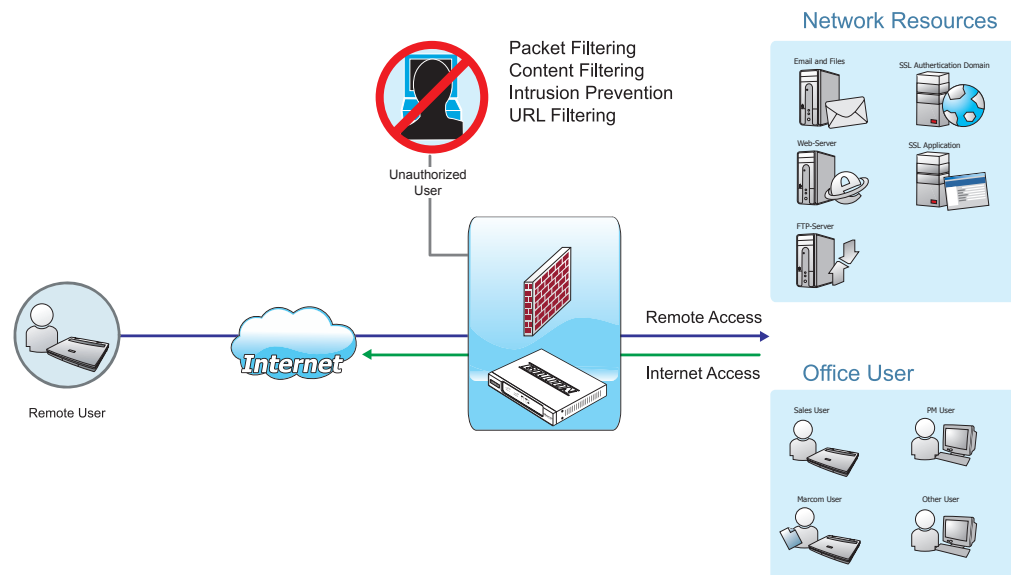 Network Resources
Packet Filtering
Content Filtering
Intrusion Prevention
URL Filtering
Email and Files
SSL Authertication Domain
Unauthorized
User
Web-Server
SSL Application
FTP-Server
Remote Access
Internet
Internet Access
Office User
Remote User
Sales User
PM User
Marcom User
Other User